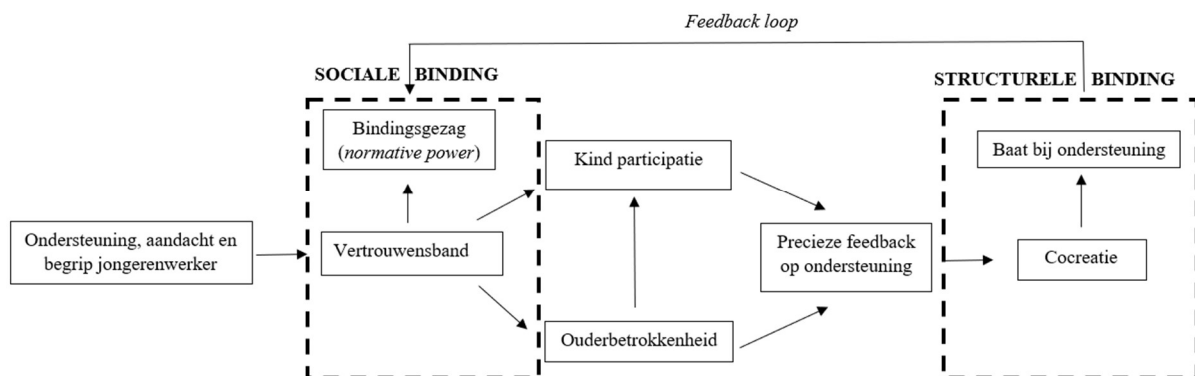 Feedback loop
SOCIALE BINDING
STRUCTURELE BINDING
Bindingsgezag
(normative power)
Kind participatie
Baat bij ondersteuning
Ondersteuning, aandacht en
begrip jongerenwerker
Vertrouwensband
Precieze feedback
op ondersteuning
Cocreatie
Ouderbetrokkenheid